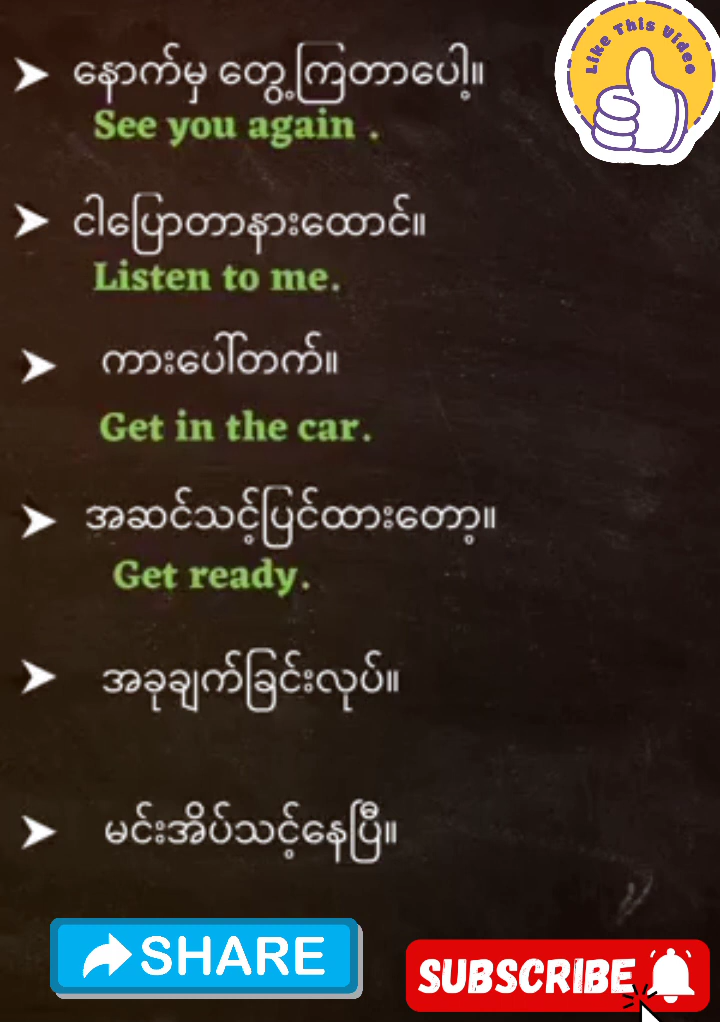 Like This Video
နောက်မှ တွေ့ကြတာပေါ့။
See you again .
ငါပြောတာနားထောင်။
Listen to me.
ကားပေါ်တက်။
Get in the car.
အဆင်သင့်ပြင်ထားတော့။
Get ready.
အခုချက်ခြင်းလုပ်။
မင်းအိပ်သင့်နေပြီ။
SHARE
SUBSCRIBE